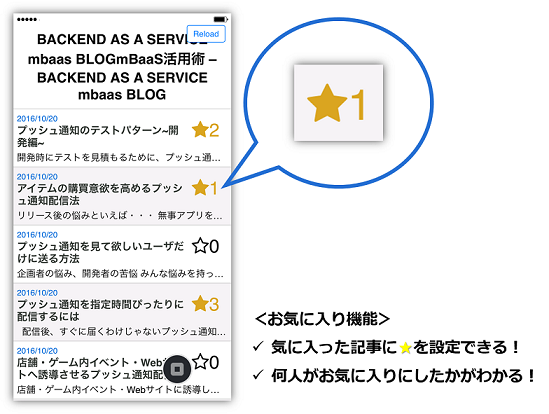 BACKEND AS A SERVICE
Reload
mbaas BLOGmBaaS活用術 –
BACKEND AS A SERVICE
mbaas BLOG
2016/10/20
プッシュ通知のテストパターン~開
発編~
★2
開発時にテストを見積もるために、プッシュ通…
2016/10/20
アイテムの購買意欲を高めるプッシ
ュ通知配信法
★1
リリース後の悩みといえば・・・ 無事アプリを…
2016/10/20
プッシュ通知を見て欲しいユーザだ
けに送る方法
☆0
企画者の悩み、開発者の苦悩 みんな悩みを持っ…
2016/10/20
プッシュ通知を指定時間ぴったりに
配信するには
★3
配信後、すぐに届くわけじゃないプッシュ通知…
2016/10/20
店舗・ゲーム内イベント・Webサ
トへ誘導させるプッシュ通知配
☆0
店舗・ゲーム内イベント・Webサイトに誘導し…
★1
＜お気に入り機能＞
✓ 気に入った記事に★を設定できる！
✓ 何人がお気に入りにしたかがわかる！